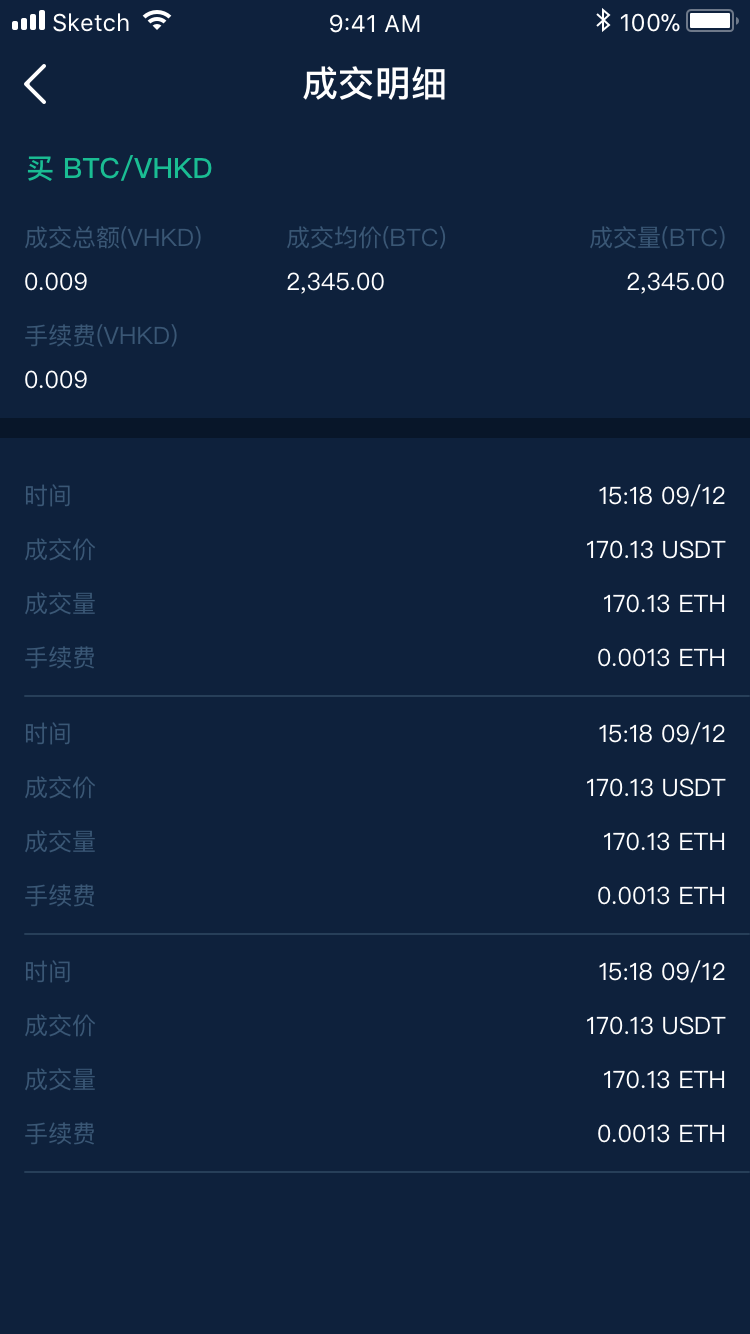 Sketch 9:41 AM 100%
成交明细
买 BTC/VHKD
成交总额(VHKD) 成交均价(BTC) 成交量(BTC)
0.009 2,345.00 2,345.00
手续费(VHKD)
0.009
时间 15:18 09/12
成交价 170.13 USDT
成交量 170.13 ETH
手续费 0.0013 ETH
时间 15:18 09/12
成交价 170.13 USDT
成交量 170.13 ETH
手续费 0.0013 ETH
时间 15:18 09/12
成交价 170.13 USDT
成交量 170.13 ETH
手续费 0.0013 ETH